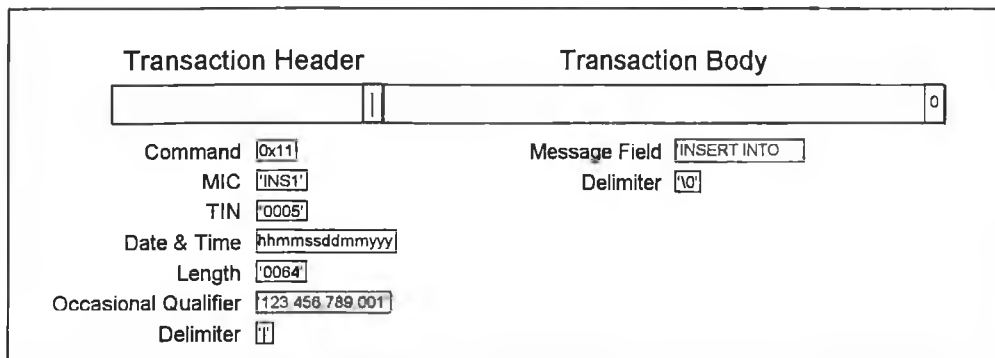 Transaction Header Transaction Body
| 0
Command 0x11 Message Field 'INSERT INTO
MIC 'INS1' Delimiter '\0'
TIN '0005'
Date & Time hhmmssddmmyyy
Length '0064'
Occasional Qualifier '123 456 789 001'
Delimiter '|'